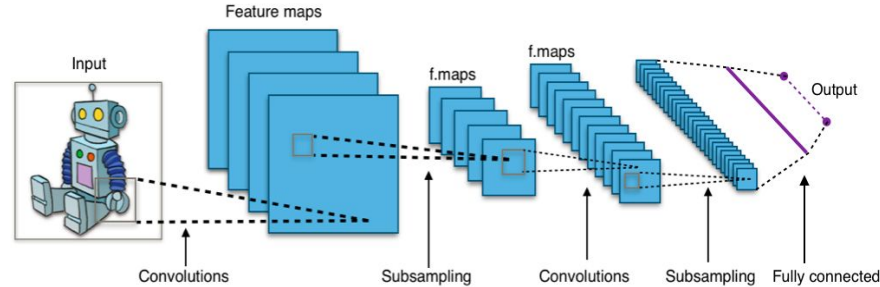 Feature maps
Input
f.maps
f.maps
Output
Convolutions
Subsampling
Convolutions
Subsampling
Fully connected